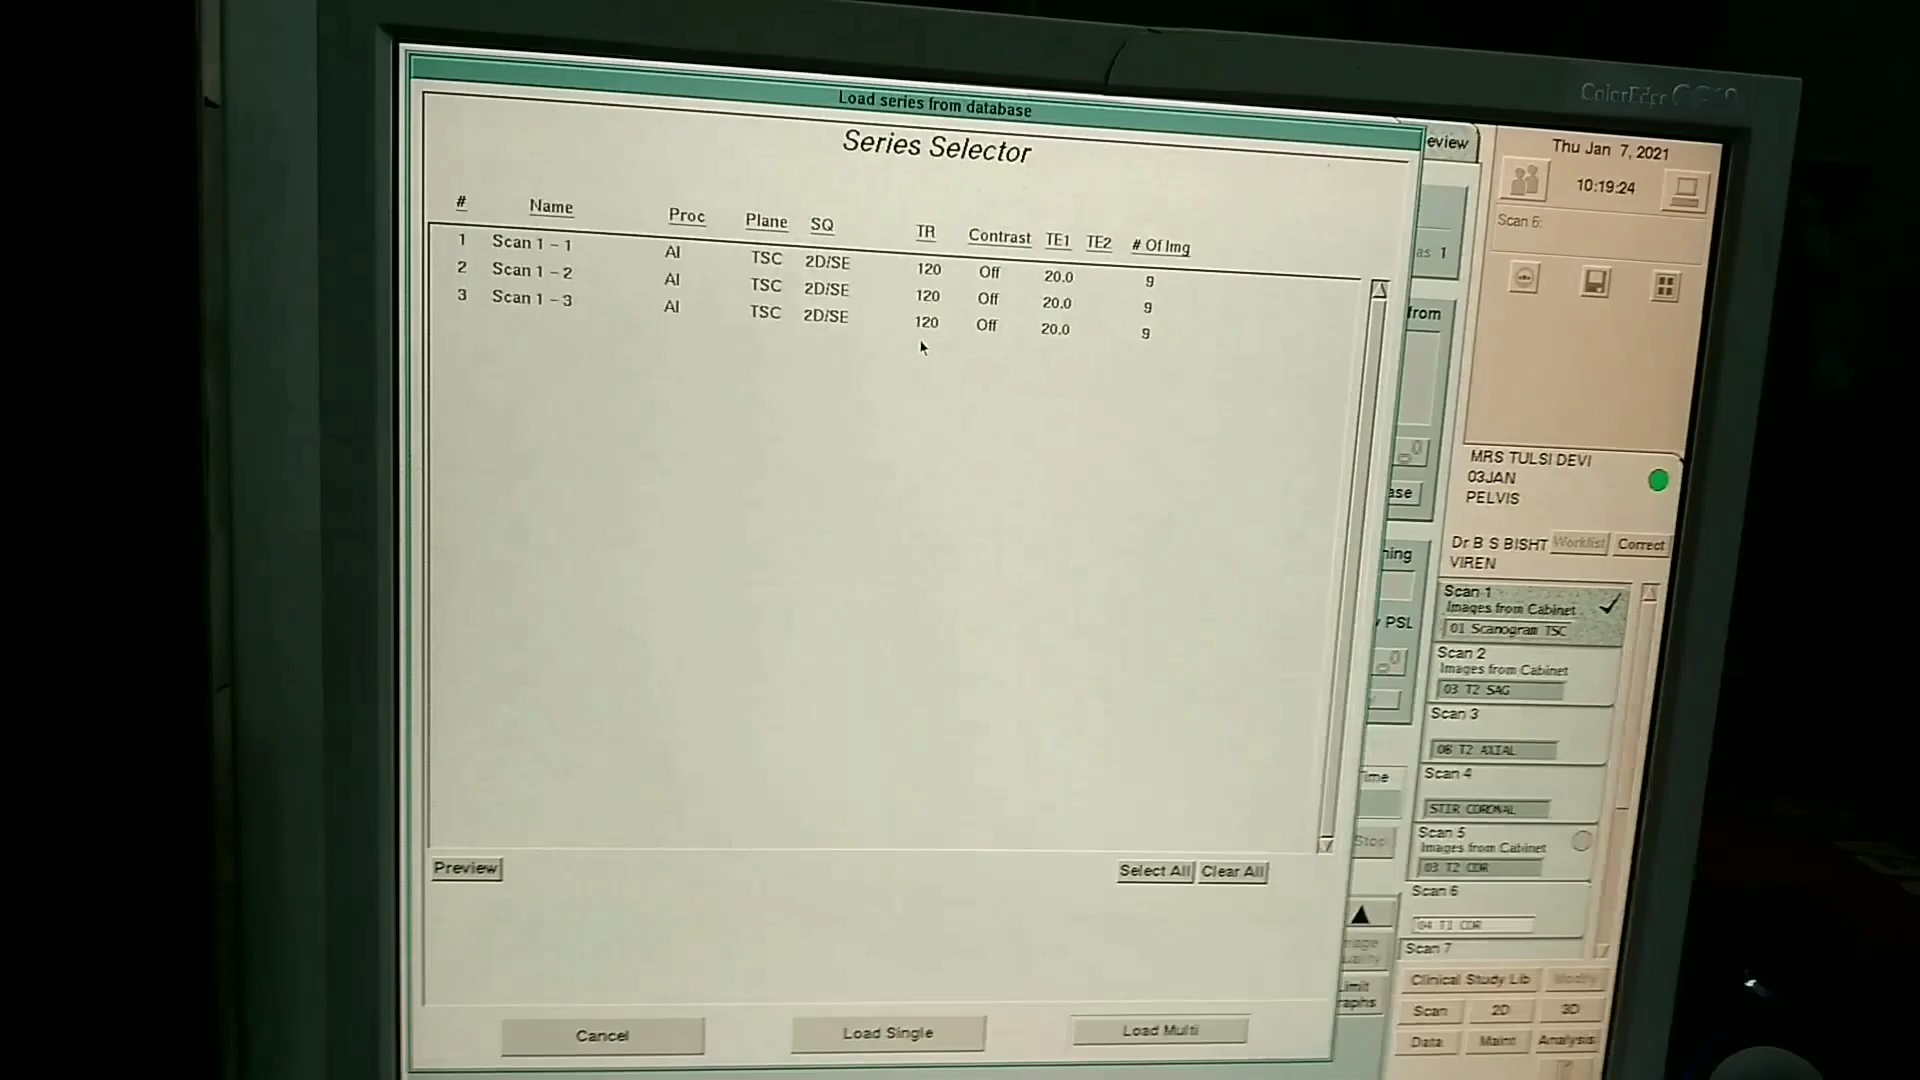 ColorEdge
Load series from database
Series Selector
# Name Proc Plane SQ TR Contrast TE1 TE2 # Of Img
1 Scan 1 - 1 AI TSC 2D/SE 120 Off 20.0 9
2 Scan 1 - 2 AI TSC 2D/SE 120 Off 20.0 9
3 Scan 1 - 3 AI TSC 2D/SE 120 Off 20.0 9
Preview
Select All Clear All
Cancel Load Single Load Multi
eview
as 1
from
ase
ning
PSL
Time
Stop
Thu Jan 7, 2021
10:19:24
Scan 6:
MRS TULSI DEVI
03JAN
PELVIS
Dr B S BISHT Worklist Correct
VIREN
Scan 1
Images from Cabinet
01 Scanogram TSC
Scan 2
Images from Cabinet
03 T2 SAG
Scan 3
06 T2 AXIAL
Scan 4
STIR CORONAL
Scan 5
Images from Cabinet
03 T2 COR
Scan 6
04 T1 COR
Scan 7
Clinical Study Lib Modify
Scan 2D 3D
Data Maint Analysis